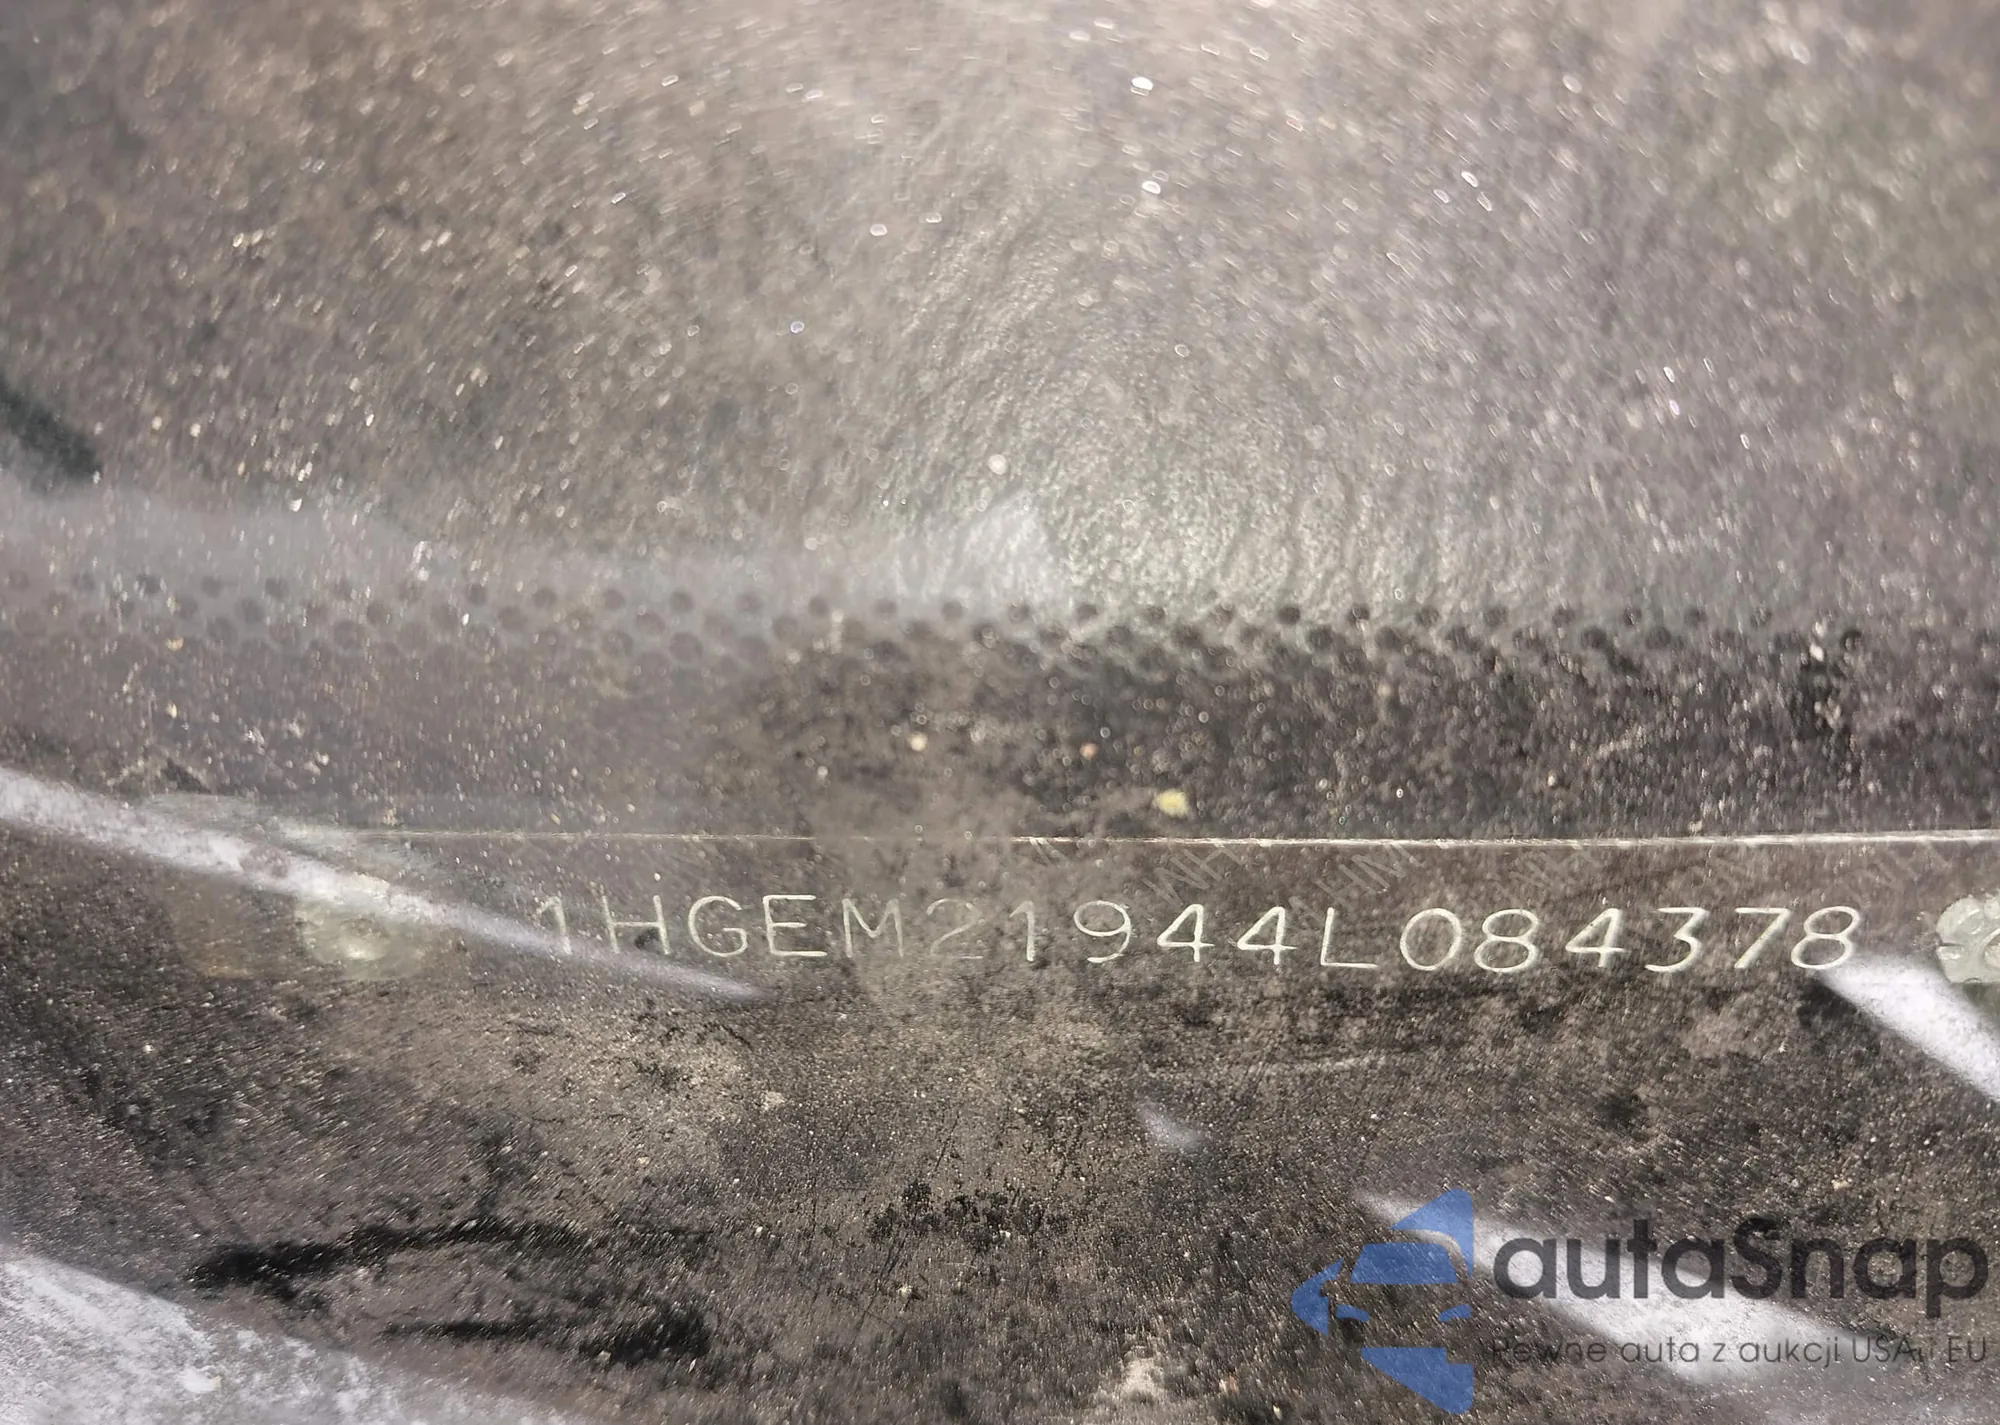 1HGEM21944L084378
autaSnap
Pewne auta z aukcji USA i EU